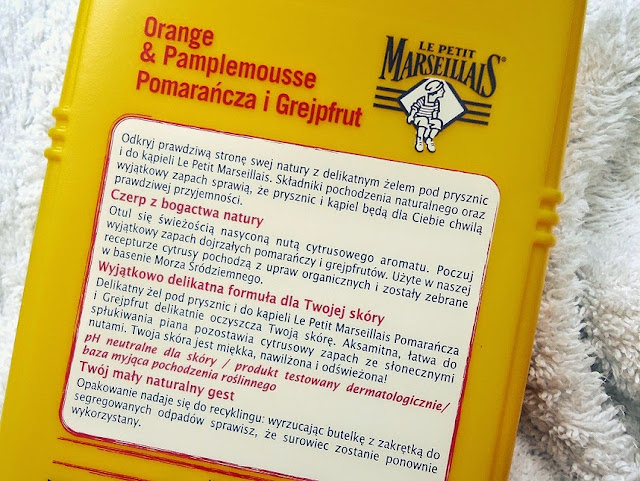 Orange
& Pamplemousse
Pomarańcza i Grejpfrut
LE PETIT
MARSEILLAIS®
Odkryj prawdziwą stronę swej natury z delikatnym żelem pod prysznic
i do kąpieli Le Petit Marseillais. Składniki pochodzenia naturalnego oraz
wyjątkowy zapach sprawią, że prysznic i kąpiel będą dla Ciebie chwilą
prawdziwej przyjemności.
Czerp z bogactwa natury
Otul się świeżością nasyconą nutą cytrusowego aromatu. Poczuj
wyjątkowy zapach dojrzałych pomarańczy i grejpfrutów. Użyte w naszej
recepturze cytrusy pochodzą z upraw organicznych i zostały zebrane
w basenie Morza Śródziemnego.
Wyjątkowo delikatna formuła dla Twojej skóry
Delikatny żel pod prysznic i do kąpieli Le Petit Marseillais Pomarańcza
i Grejpfrut delikatnie oczyszcza Twoją skórę. Aksamitna, łatwa do
spłukiwania piana pozostawia cytrusowy zapach ze słonecznymi
nutami. Twoja skóra jest miękka, nawilżona i odświeżona!
pH neutralne dla skóry / produkt testowany dermatologicznie/
baza myjąca pochodzenia roślinnego
Twój mały naturalny gest
Opakowanie nadaje się do recyklingu: wyrzucając butelkę z zakrętką do
segregowanych odpadów sprawisz, że surowiec zostanie ponownie
wykorzystany.